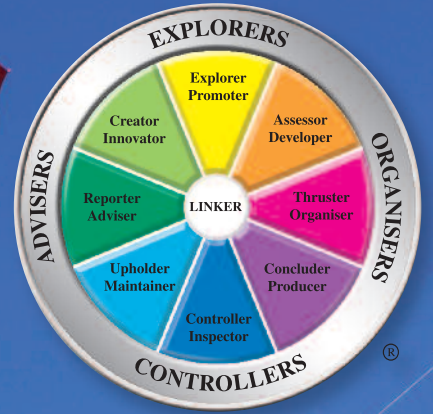 EXPLORERS
Explorer
Promoter
Creator
Innovator
Assessor
Developer
ADVISERS
ORGANISERS
Reporter
Adviser
LINKER
Thruster
Organiser
Upholder
Maintainer
Concluder
Producer
Controller
Inspector
CONTROLLERS
®